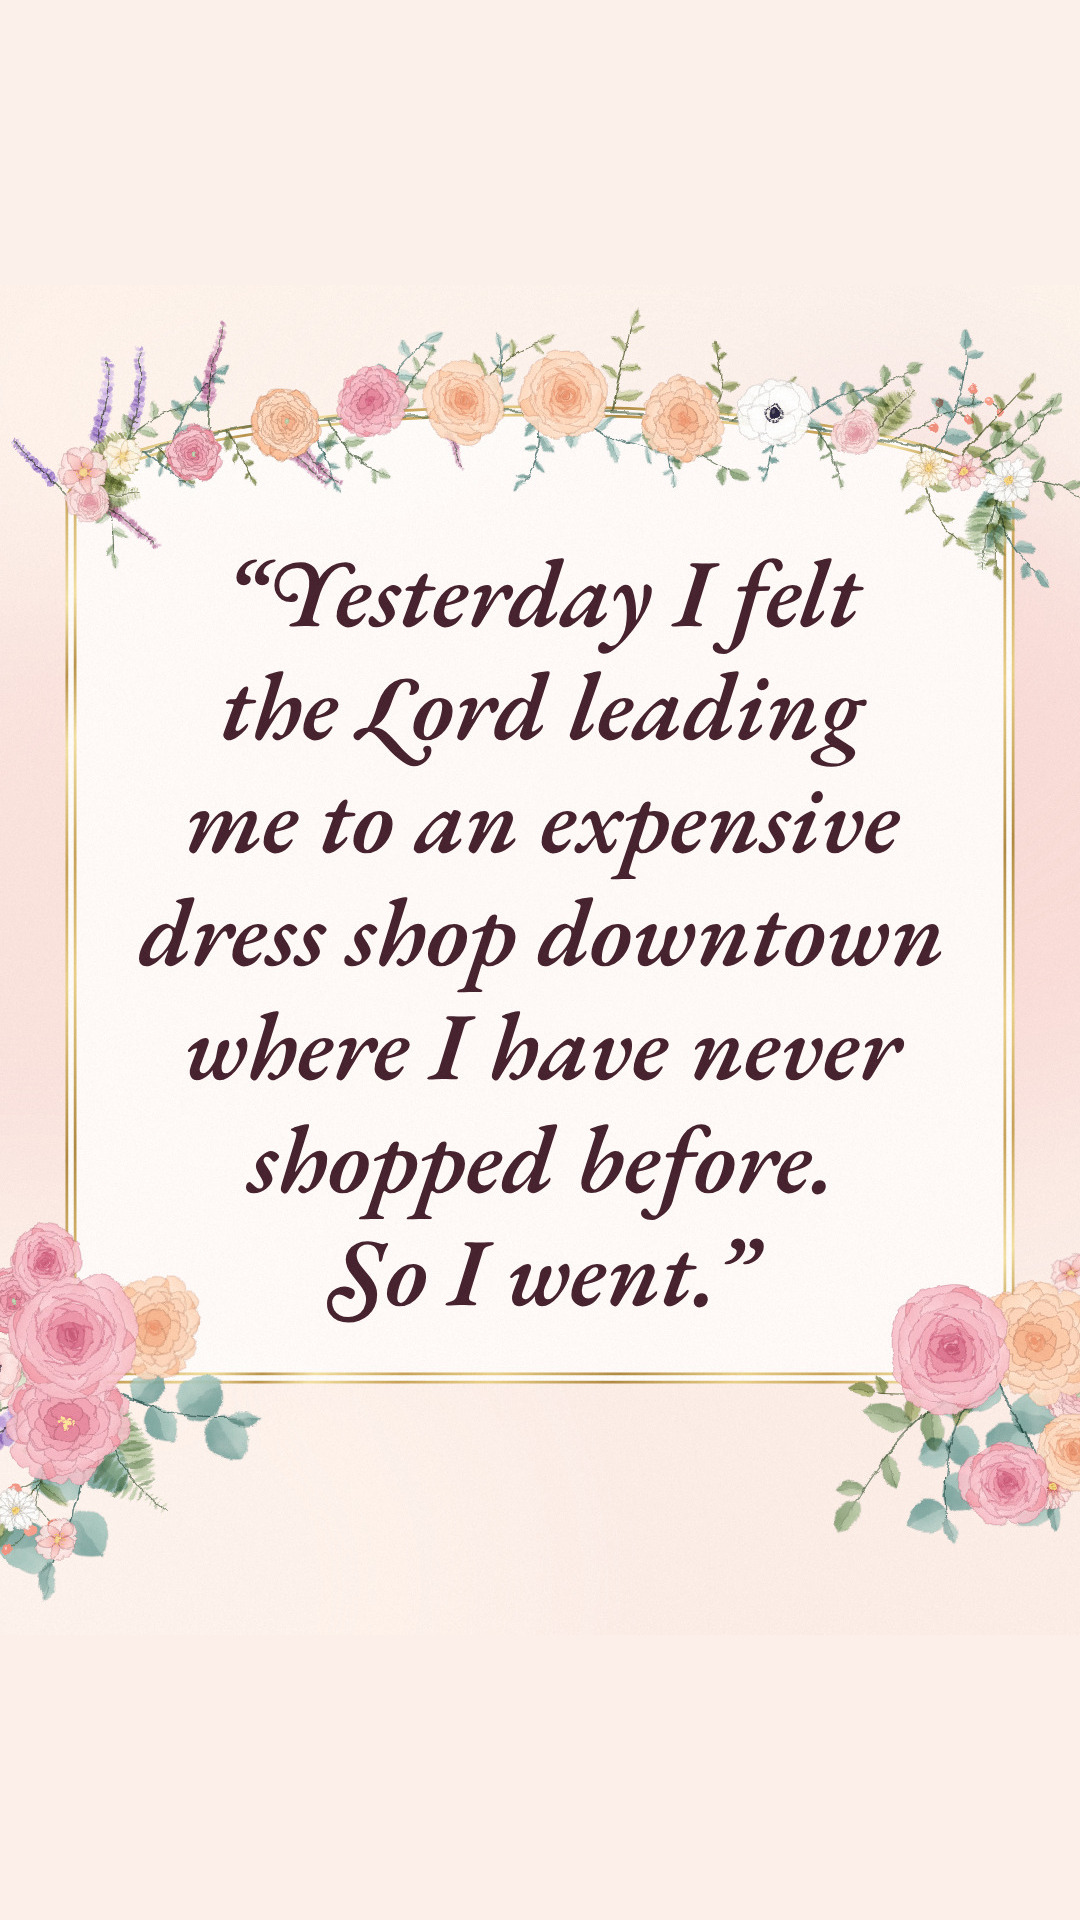 “Yesterday I felt
the Lord leading
me to an expensive
dress shop downtown
where I have never
shopped before.
So I went.”